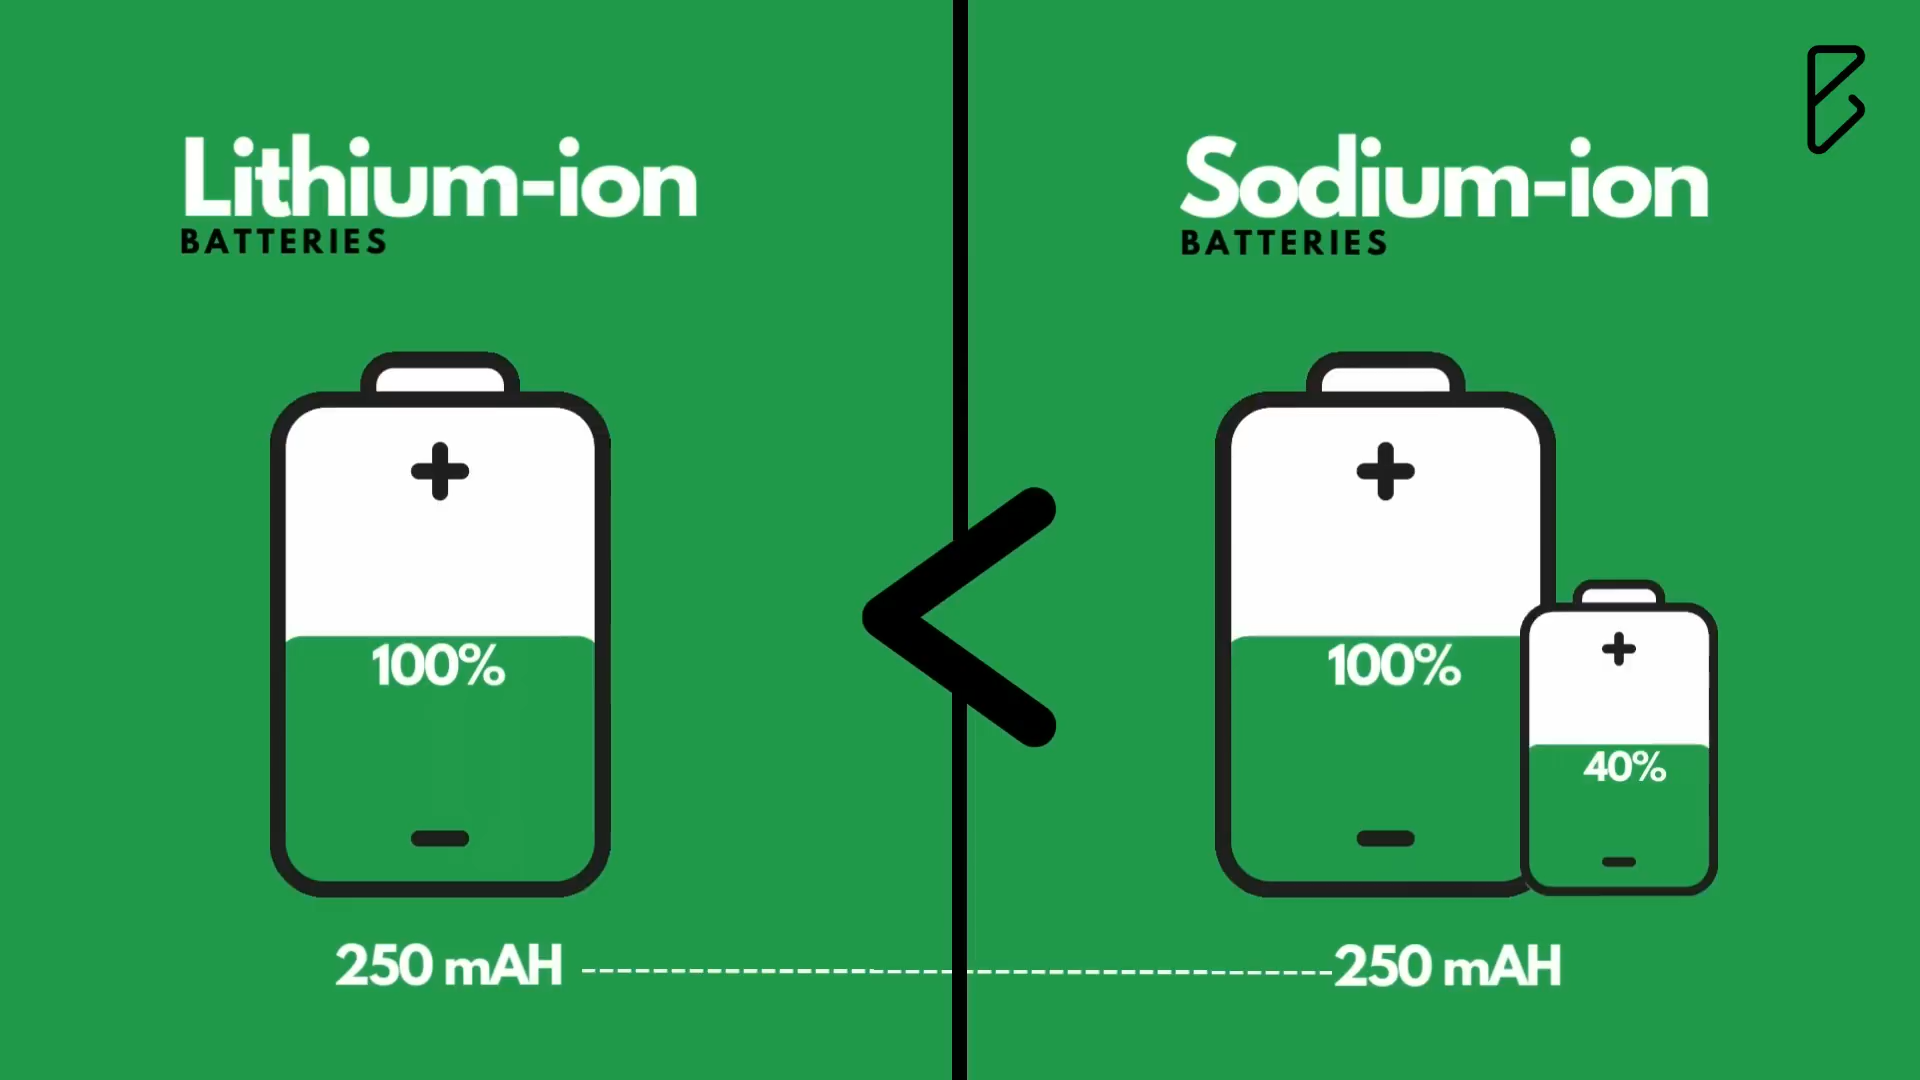 Lithium-ion
BATTERIES
100%
250 mAH
Sodium-ion
BATTERIES
100%
40%
250 mAH